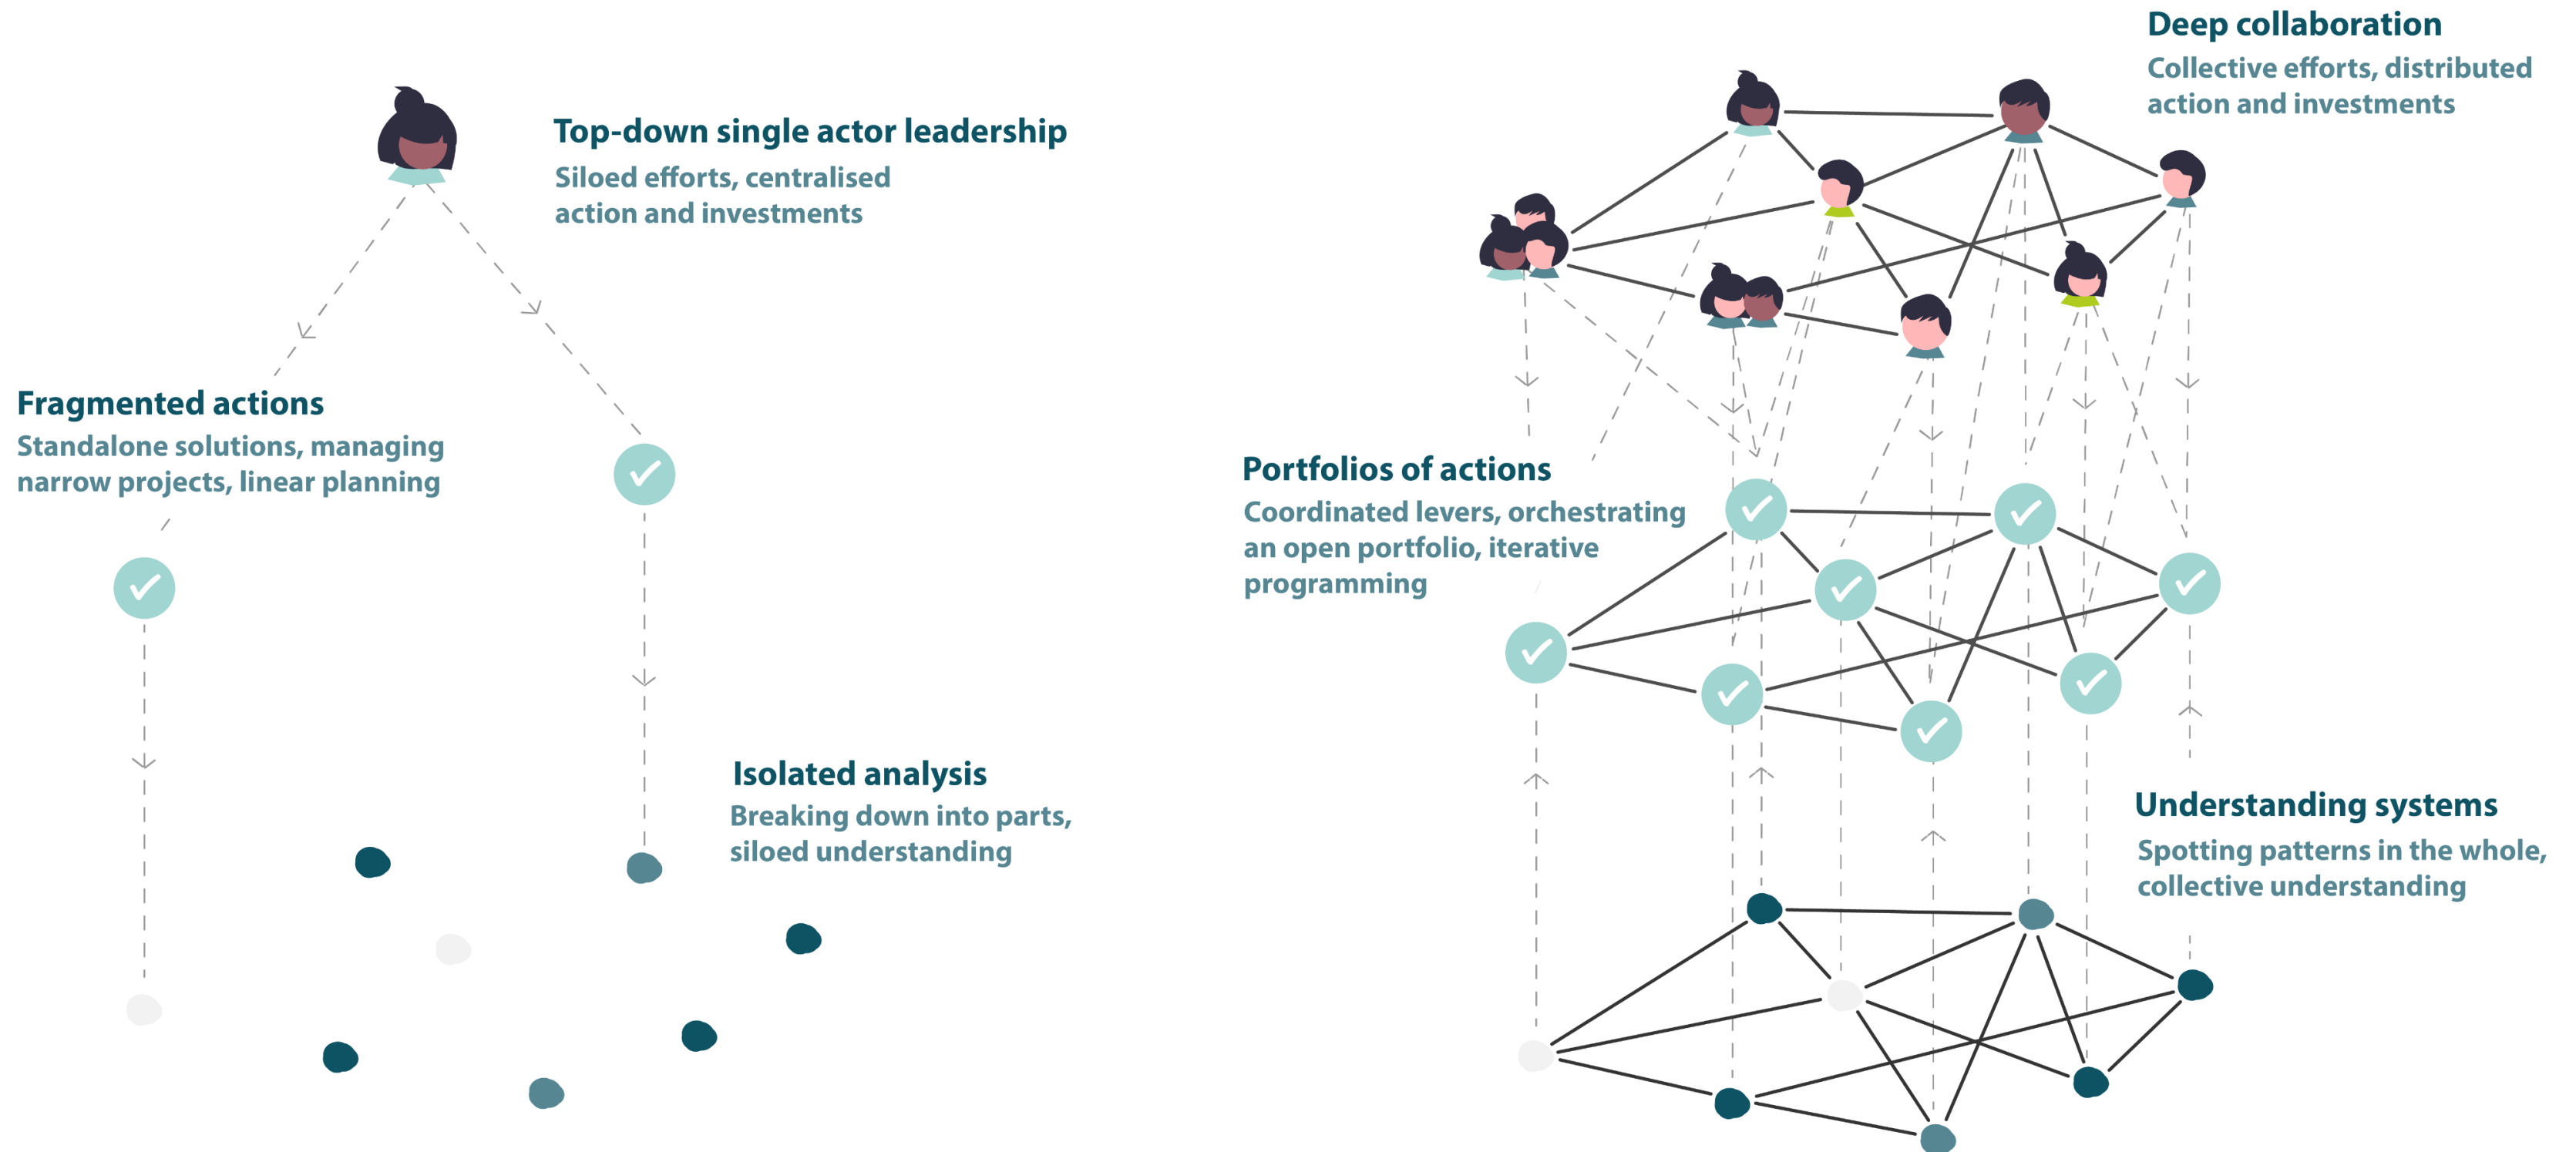 Top-down single actor leadership
Siloed efforts, centralised
action and investments
Fragmented actions
Standalone solutions, managing
narrow projects, linear planning
Isolated analysis
Breaking down into parts,
siloed understanding
Deep collaboration
Collective efforts, distributed
action and investments
Portfolios of actions
Coordinated levers, orchestrating
an open portfolio, iterative
programming
Understanding systems
Spotting patterns in the whole,
collective understanding